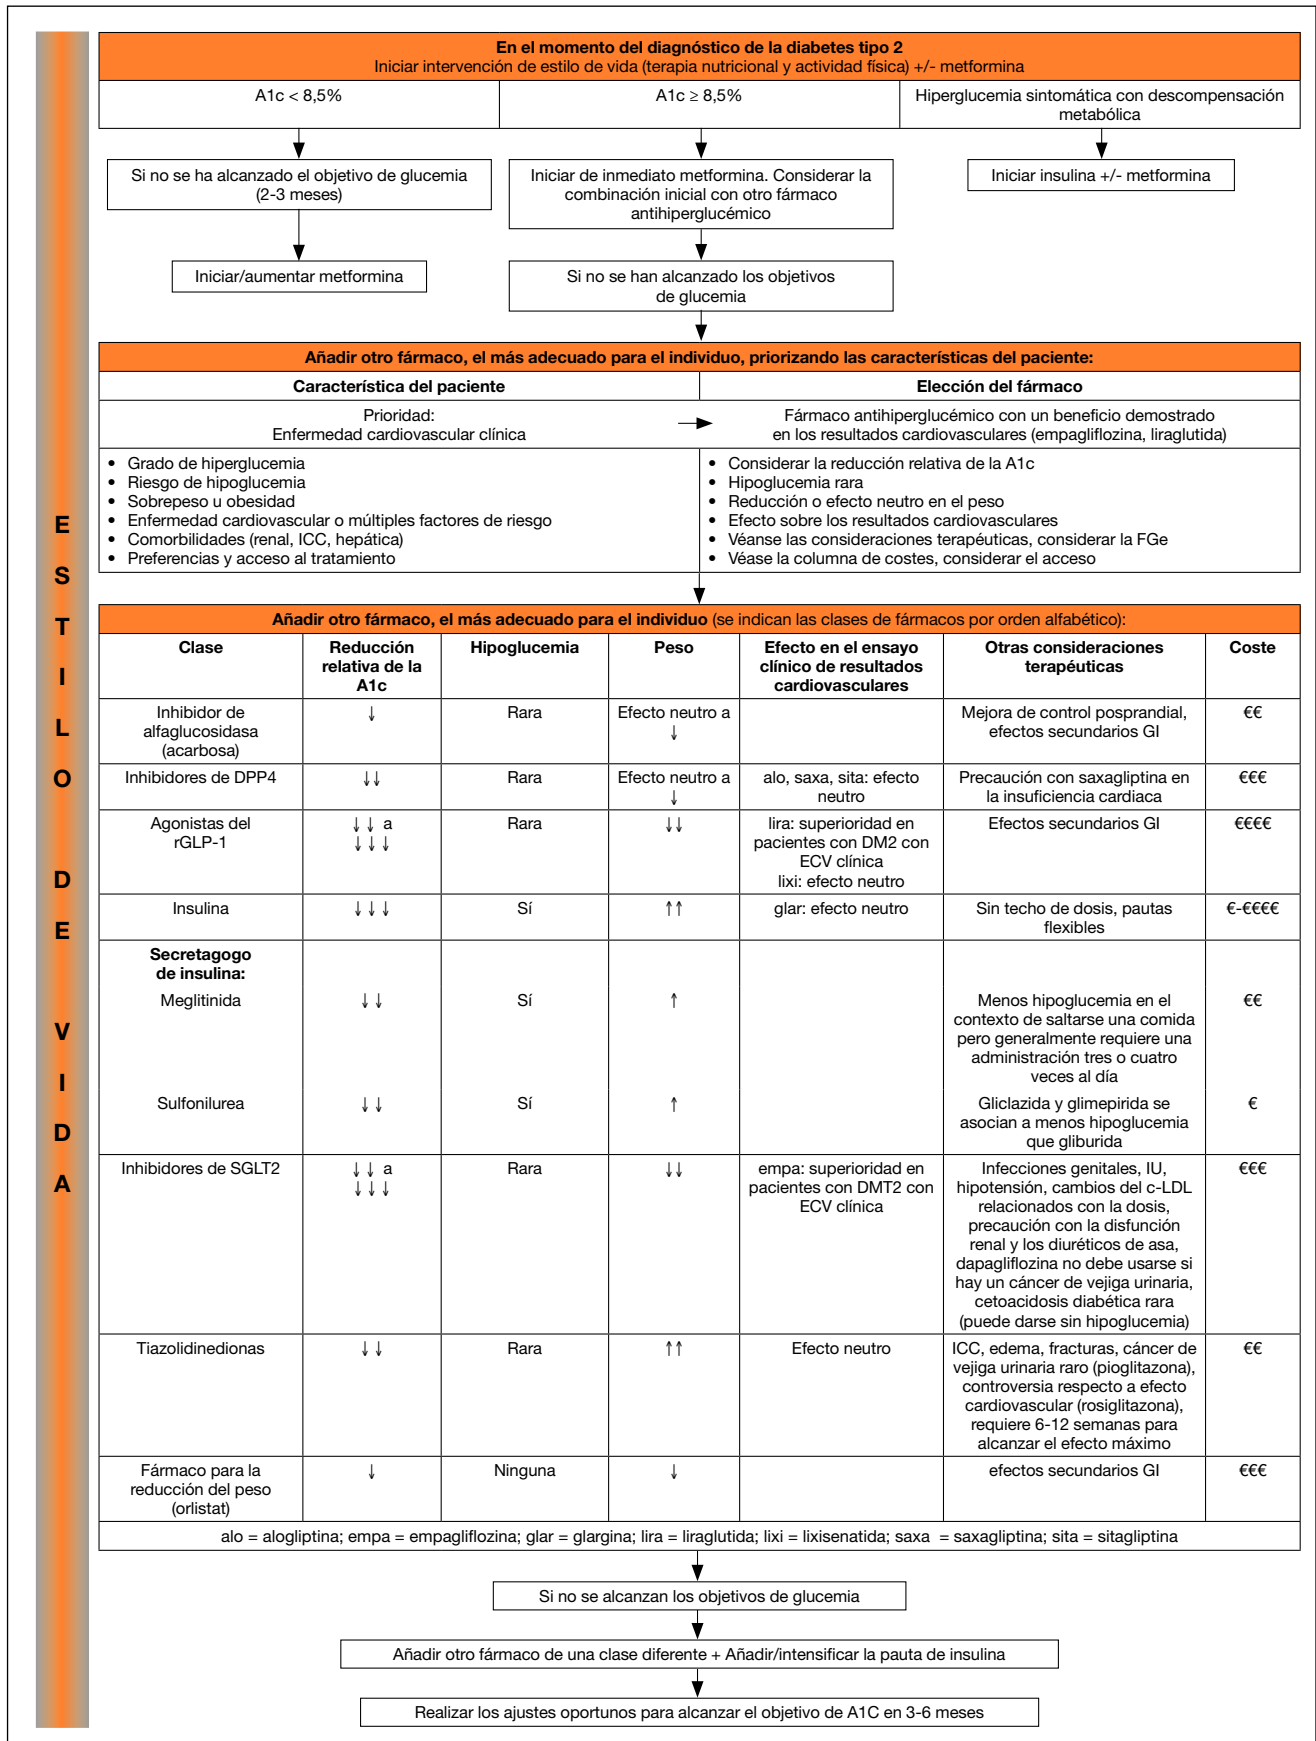 En el momento del diagnóstico de la diabetes tipo 2
Iniciar intervención de estilo de vida (terapia nutricional y actividad física) +/- metformina
A1c < 8,5%
A1c ≥ 8,5%
Hiperglucemia sintomática con descompensación
metabólica
Si no se ha alcanzado el objetivo de glucemia
(2-3 meses)
Iniciar de inmediato metformina. Considerar la
combinación inicial con otro fármaco
antihiperglucémico
Iniciar insulina +/- metformina
Iniciar/aumentar metformina
Si no se han alcanzado los objetivos
de glucemia
Añadir otro fármaco, el más adecuado para el individuo, priorizando las características del paciente:
Característica del paciente
Elección del fármaco
Prioridad:
Enfermedad cardiovascular clínica
Fármaco antihiperglucémico con un beneficio demostrado
en los resultados cardiovasculares (empagliflozina, liraglutida)
• Grado de hiperglucemia
• Riesgo de hipoglucemia
• Sobrepeso u obesidad
• Enfermedad cardiovascular o múltiples factores de riesgo
• Comorbilidades (renal, ICC, hepática)
• Preferencias y acceso al tratamiento
• Considerar la reducción relativa de la A1c
• Hipoglucemia rara
• Reducción o efecto neutro en el peso
• Efecto sobre los resultados cardiovasculares
• Véanse las consideraciones terapéuticas, considerar la FGe
• Véase la columna de costes, considerar el acceso
Añadir otro fármaco, el más adecuado para el individuo (se indican las clases de fármacos por orden alfabético):
Clase
Reducción
relativa de la
A1c
Hipoglucemia
Peso
Efecto en el ensayo
clínico de resultados
cardiovasculares
Otras consideraciones
terapéuticas
Coste
Inhibidor de
alfaglucosidasa
(acarbosa)
↓
Rara
Efecto neutro a
↓
Mejora de control posprandial,
efectos secundarios GI
€€
Inhibidores de DPP4
↓↓
Rara
Efecto neutro a
↓
alo, saxa, sita: efecto
neutro
Precaución con saxagliptina en
la insuficiencia cardiaca
€€€
Agonistas del
rGLP-1
↓↓ a
↓↓↓
Rara
↓↓
lira: superioridad en
pacientes con DM2 con
ECV clínica
lixi: efecto neutro
Efectos secundarios GI
€€€€
Insulina
↓↓↓
Sí
↑↑
glar: efecto neutro
Sin techo de dosis, pautas
flexibles
€-€€€€
Secretagogo
de insulina:
Meglitinida
↓↓
Sí
↑
Menos hipoglucemia en el
contexto de saltarse una comida
pero generalmente requiere una
administración tres o cuatro
veces al día
€€
Sulfonilurea
↓↓
Sí
↑
Gliclazida y glimepirida se
asocian a menos hipoglucemia
que gliburida
€
Inhibidores de SGLT2
↓↓ a
↓↓↓
Rara
↓↓
empa: superioridad en
pacientes con DMT2 con
ECV clínica
Infecciones genitales, IU,
hipotensión, cambios del c-LDL
relacionados con la dosis,
precaución con la disfunción
renal y los diuréticos de asa,
dapagliflozina no debe usarse si
hay un cáncer de vejiga urinaria,
cetoacidosis diabética rara
(puede darse sin hipoglucemia)
€€€
Tiazolidinedionas
↓↓
Rara
↑↑
Efecto neutro
ICC, edema, fracturas, cáncer de
vejiga urinaria raro (pioglitazona),
controversia respecto a efecto
cardiovascular (rosiglitazona),
requiere 6-12 semanas para
alcanzar el efecto máximo
€€
Fármaco para la
reducción del peso
(orlistat)
↓
Ninguna
↓
efectos secundarios GI
€€€
alo = alogliptina; empa = empagliflozina; glar = glargina; lira = liraglutida; lixi = lixisenatida; saxa = saxagliptina; sita = sitagliptina
Si no se alcanzan los objetivos de glucemia
Añadir otro fármaco de una clase diferente + Añadir/intensificar la pauta de insulina
Realizar los ajustes oportunos para alcanzar el objetivo de A1C en 3-6 meses
ESTILO DE VIDA